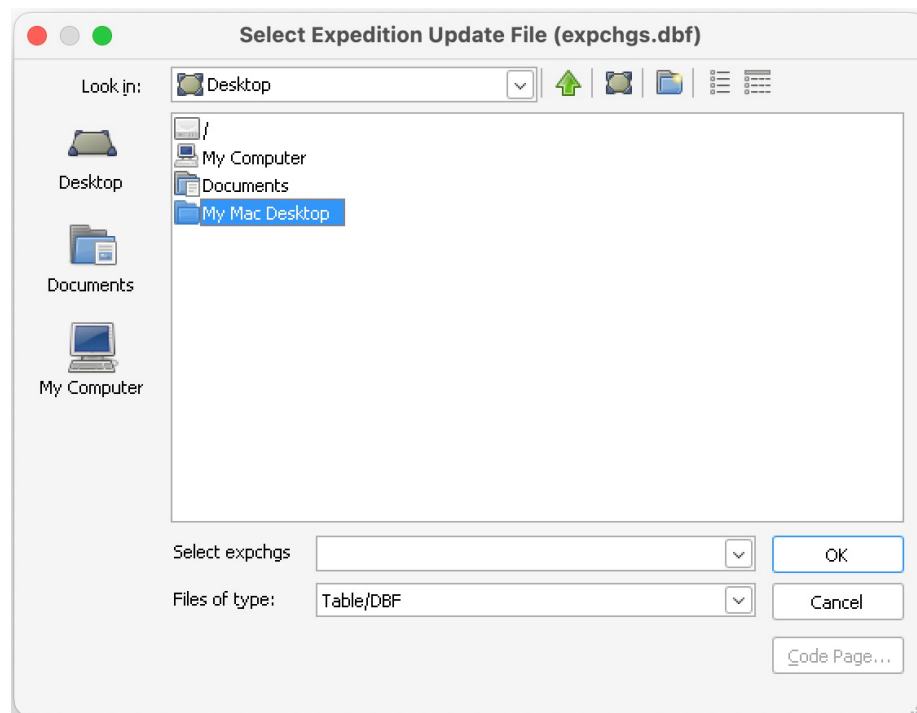 Select Expedition Update File (expchgs.dbf)
Look in:
Desktop
/
My Computer
Documents
My Mac Desktop
Desktop
Documents
My Computer
Select expchgs
OK
Files of type:
Table/DBF
Cancel
Code Page...